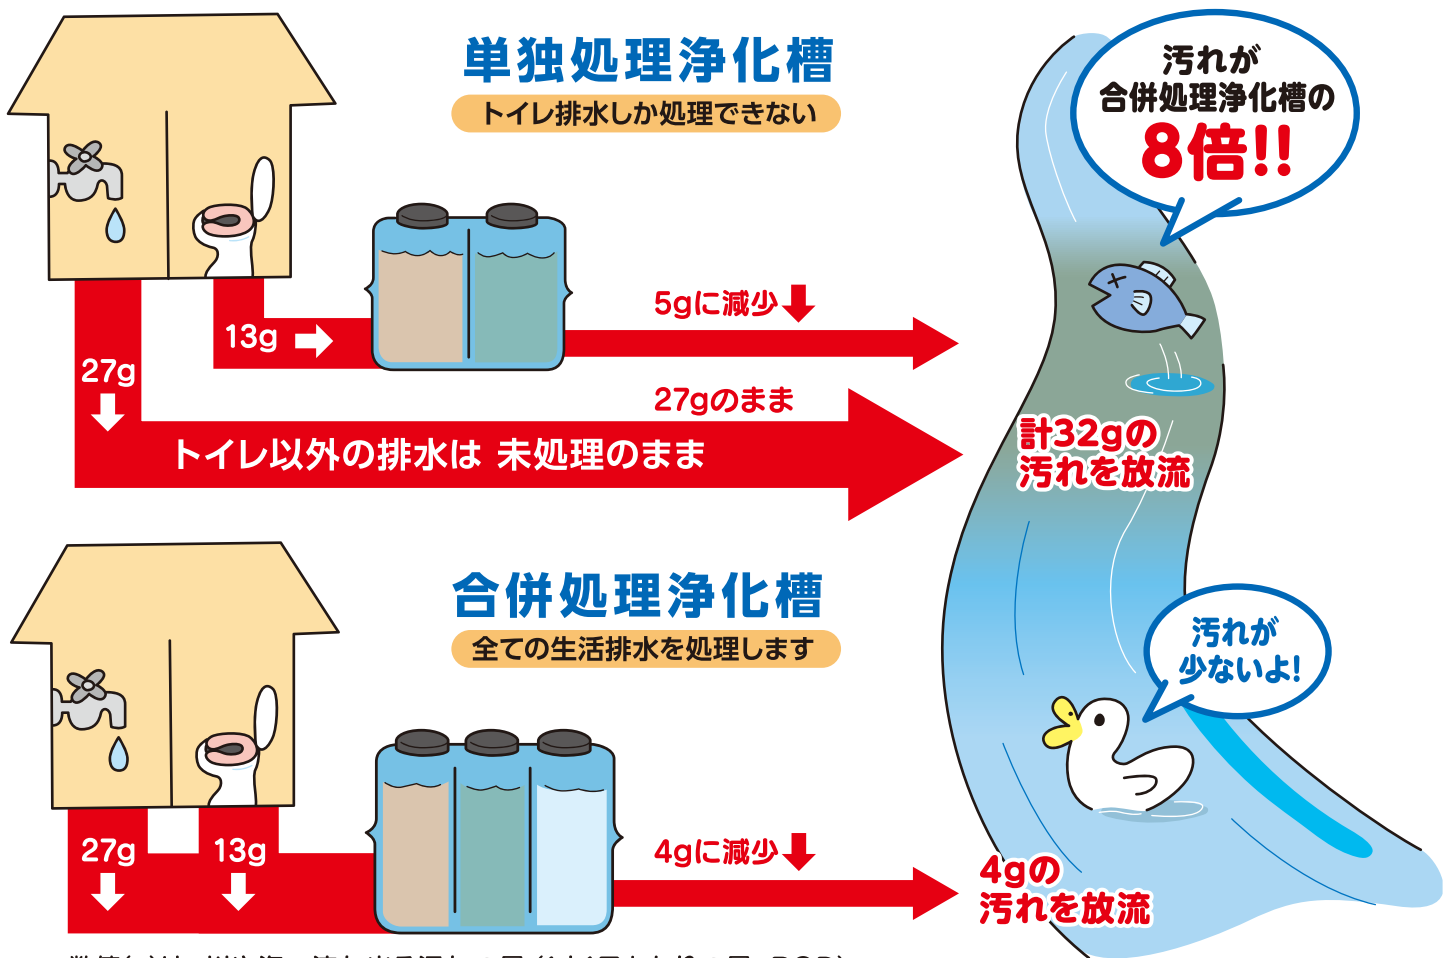 単独処理浄化槽
トイレ排水しか処理できない
汚れが
合併処理浄化槽の
8倍!!
5gに減少
13g
27g
27gのまま
トイレ以外の排水は 未処理のまま
計32gの
汚れを放流
合併処理浄化槽
全ての生活排水を処理します
汚れが
少ないよ!
27g
13g
4gに減少
4gの
汚れを放流